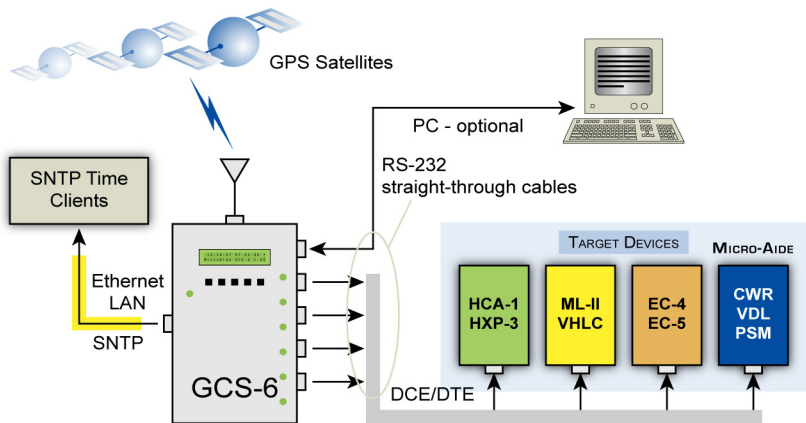 GPS Satellites
PC - optional
RS-232
straight-through cables
SNTP Time
Clients
Ethernet
LAN
SNTP
GCS-6
DCE/DTE
TARGET DEVICES
MICRO-AIDE
HCA-1
HXP-3
ML-II
VHLC
EC-4
EC-5
CWR
VDL
PSM